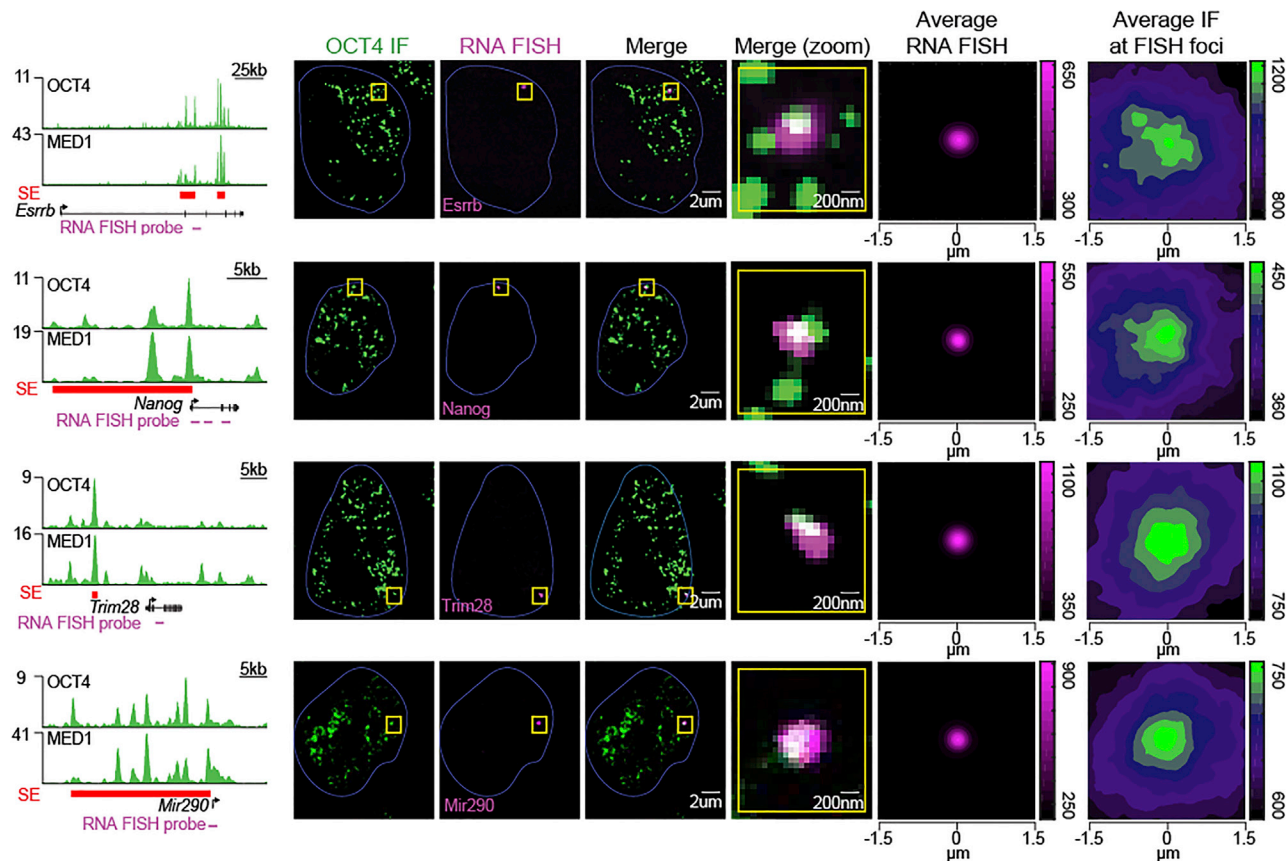 OCT4 IF RNA FISH Merge Merge (zoom) Average RNA FISH Average IF at FISH foci
11 OCT4 25kb
43 MED1
SE
Esrrb
RNA FISH probe
Esrrb 2um 200nm
650 300
-1.5 0 1.5
µm
1200 800
-1.5 0 1.5
µm
11 OCT4 5kb
19 MED1
SE
Nanog
RNA FISH probe
Nanog 2um 200nm
550 250
-1.5 0 1.5
µm
450 360
-1.5 0 1.5
µm
9 OCT4 5kb
16 MED1
SE
Trim28
RNA FISH probe
Trim28 2um 200nm
1100 350
-1.5 0 1.5
µm
1100 750
-1.5 0 1.5
µm
9 OCT4 5kb
41 MED1
SE
Mir290
RNA FISH probe
Mir290 2um 200nm
900 250
-1.5 0 1.5
µm
750 600
-1.5 0 1.5
µm